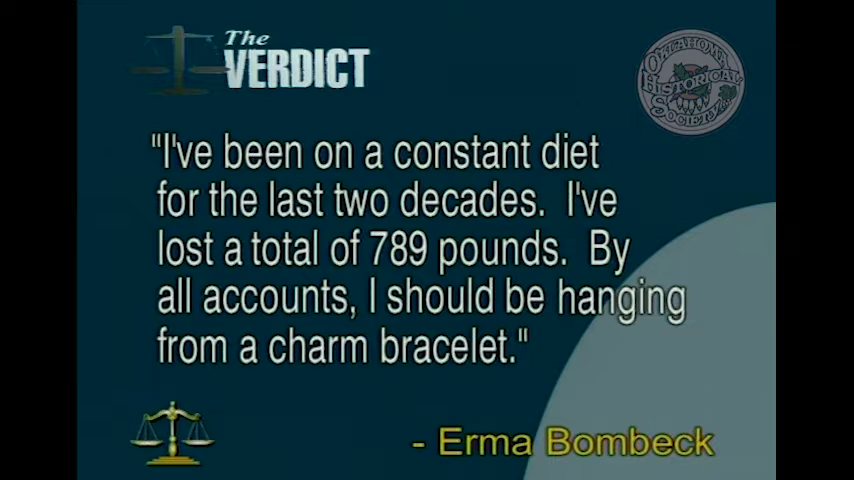 The
VERDICT
OKLAHOMA
HISTORICAL
SOCIETY
"I've been on a constant diet
for the last two decades. I've
lost a total of 789 pounds. By
all accounts, I should be hanging
from a charm bracelet."
- Erma Bombeck